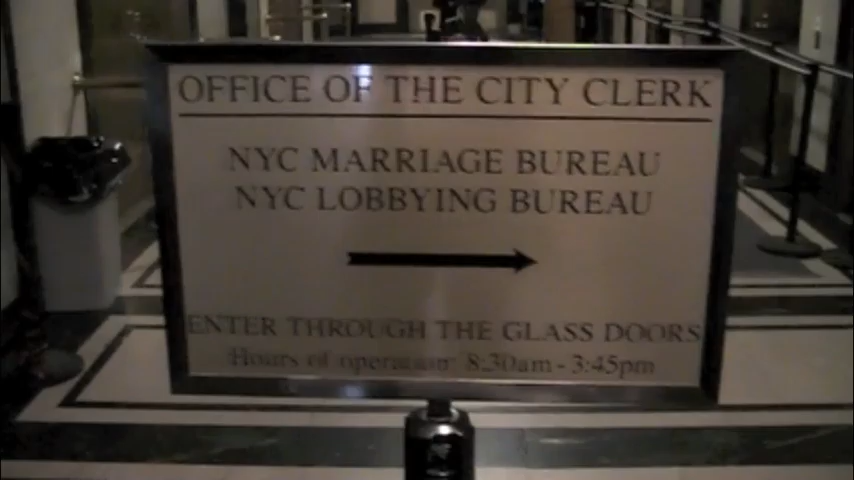 OFFICE OF THE CITY CLERK
NYC MARRIAGE BUREAU
NYC LOBBYING BUREAU
ENTER THROUGH THE GLASS DOORS
Hours of operation: 8:30am - 3:45pm